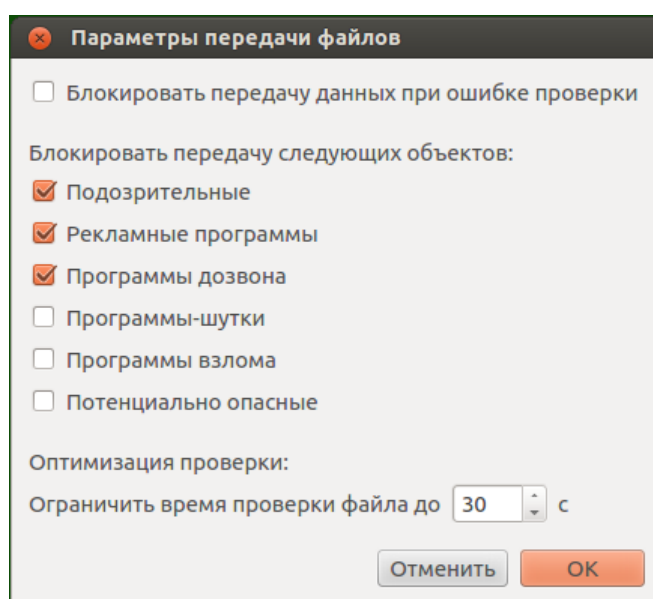 Параметры передачи файлов
Блокировать передачу данных при ошибке проверки
Блокировать передачу следующих объектов:
Подозрительные
Рекламные программы
Программы дозвона
Программы-шутки
Программы взлома
Потенциально опасные
Оптимизация проверки:
Ограничить время проверки файла до 30 с
Отменить OK